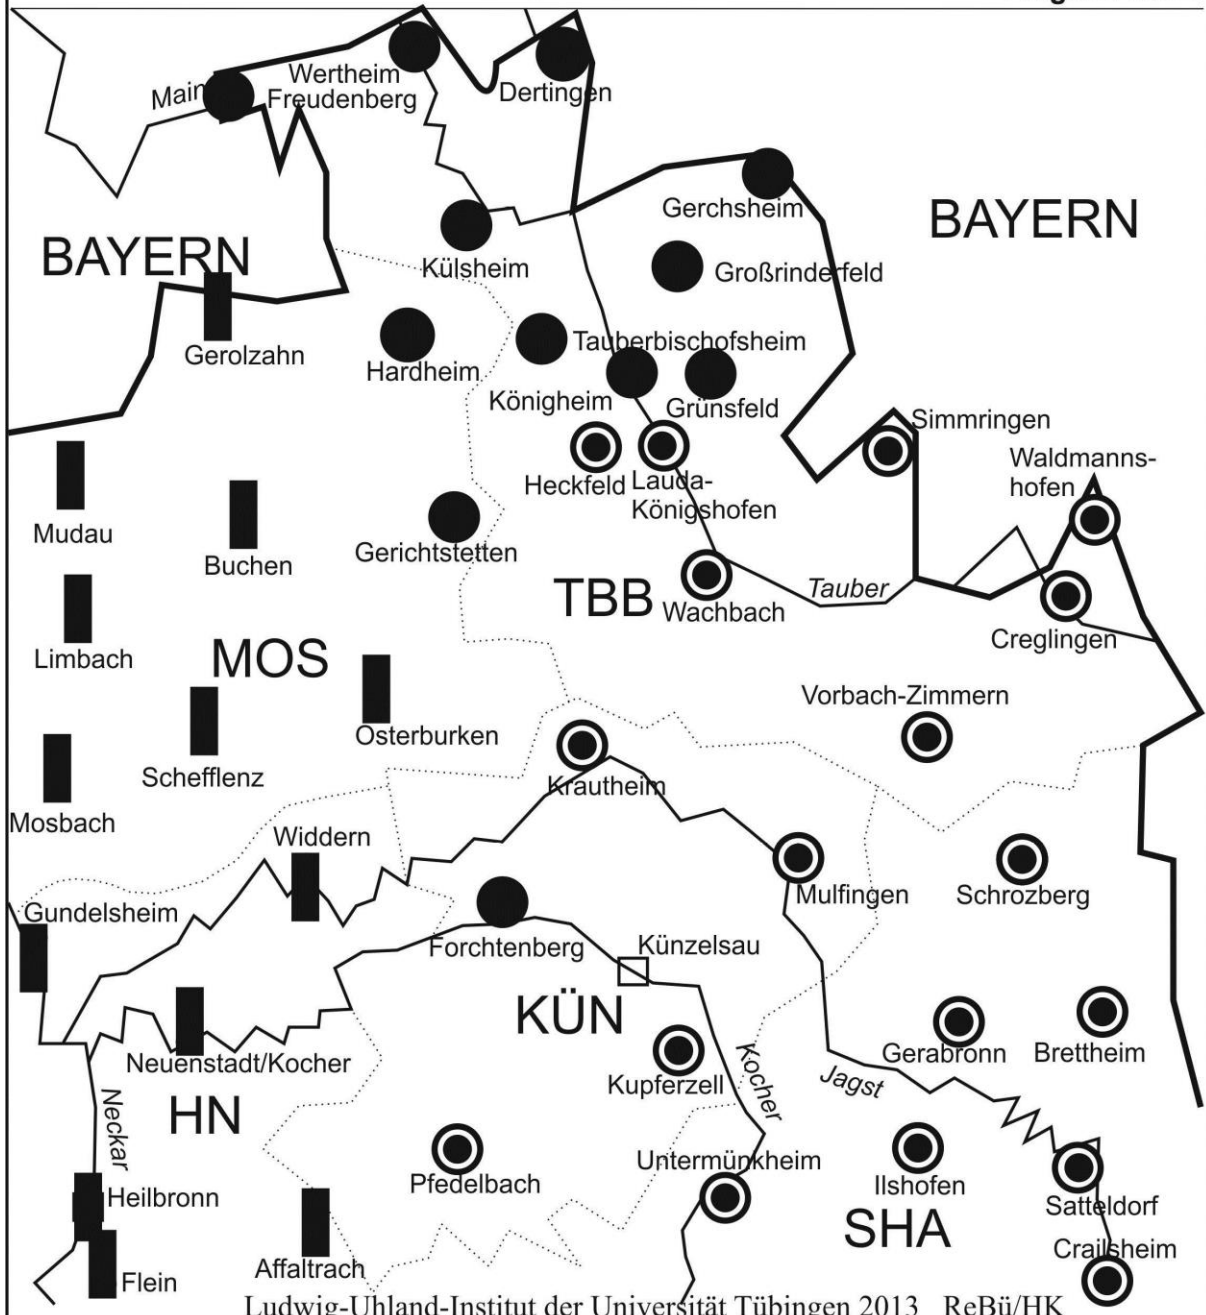 Main
Wertheim
Freudenberg
Dertingen
Gerchsheim
BAYERN
BAYERN
Külsheim
Großrinderfeld
Gerolzahn
Hardheim
Tauberbischofsheim
Königheim
Grünsfeld
Simmringen
Heckfeld
Lauda-
Königshofen
Waldmanns-
hofen
Mudau
Buchen
Gerichtstetten
TBB
Wachbach
Tauber
Creglingen
Limbach
MOS
Vorbach-Zimmern
Osterburken
Schefflenz
Krautheim
Mosbach
Widdern
Mulfingen
Schrozberg
Gundelsheim
Forchtenberg
Künzelsau
KÜN
Neuenstadt/Kocher
Kupferzell
Kocher
Jagst
Gerabronn
Brettheim
HN
Neckar
Heilbronn
Pfedelbach
Untermünkheim
Ilshofen
Satteldorf
SHA
Affaltrach
Flein
Crailsheim
Ludwig-Uhland-Institut der Universität Tübingen 2013 ReBü/HK